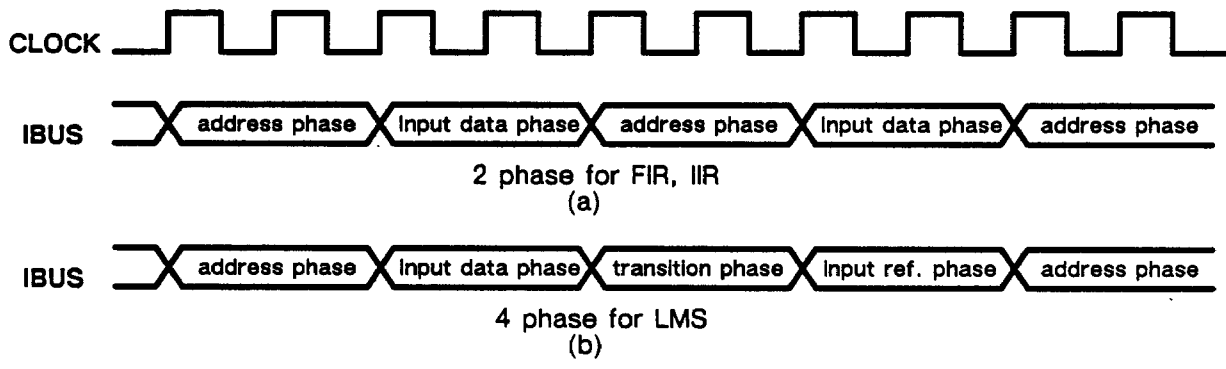 CLOCK
IBUS address phase Input data phase address phase Input data phase address phase
2 phase for FIR, IIR
(a)
IBUS address phase Input data phase transition phase Input ref. phase address phase
4 phase for LMS
(b)